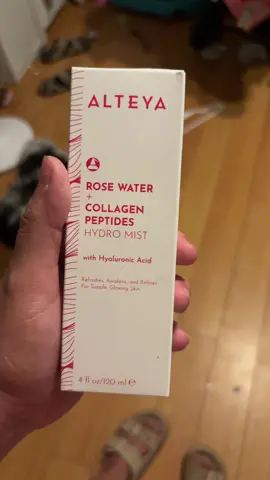 ALTEYA
ROSE WATER
+
COLLAGEN
PEPTIDES
HYDRO MIST
with Hyaluronic Acid
Refreshes, Awakens, and Refines
For Supple, Glowing Skin
4 fl oz/120 ml ℮